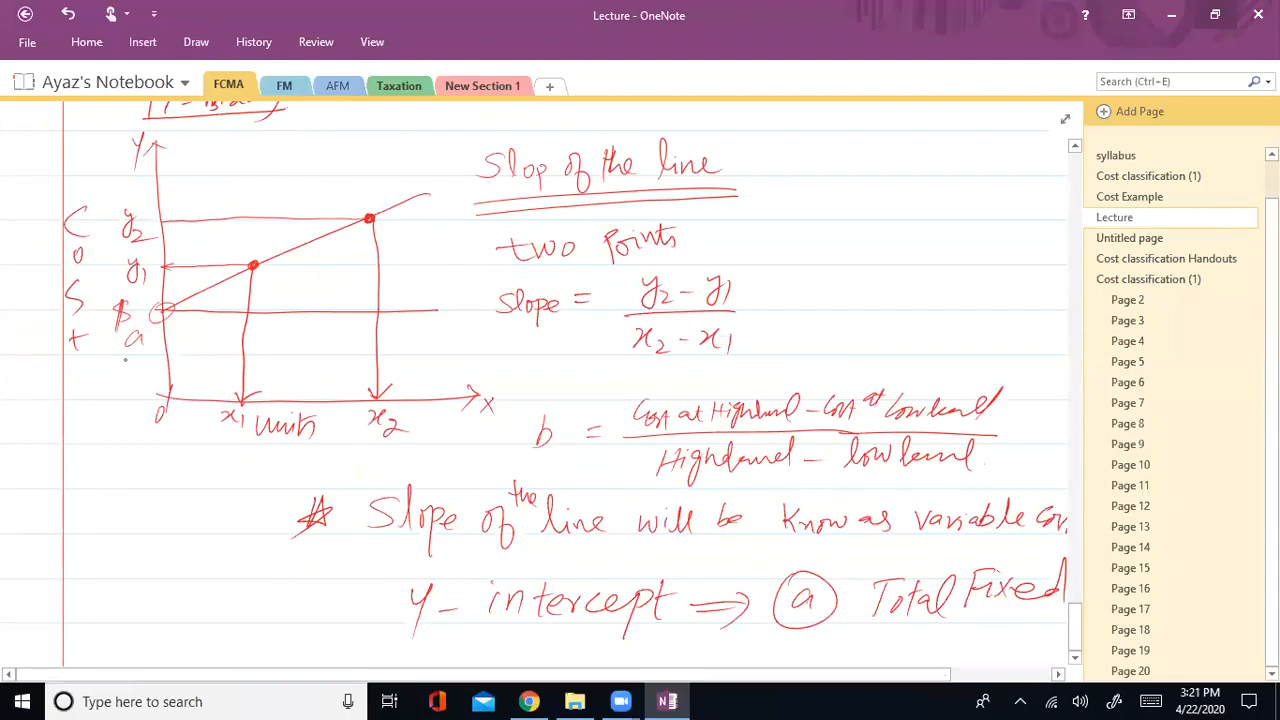 Lecture - OneNote
?
File Home Insert Draw History Review View
Ayaz's Notebook FCMA FM AFM Taxation New Section 1 +
Search (Ctrl+E)
Add Page
syllabus
Cost classification (1)
Cost Example
Lecture
Untitled page
Cost classification Handouts
Cost classification (1)
Page 2
Page 3
Page 4
Page 5
Page 6
Page 7
Page 8
Page 9
Page 10
Page 11
Page 12
Page 13
Page 14
Page 15
Page 16
Page 17
Page 18
Page 19
Page 20
Y
Cost
y2
y1
$
a
0
x1 units x2 X
Slop of the line
two Points
Slope = y2 - y1
x2 - x1
b = Cost at High level - Cost at Low level
High level - low level
Slope of the line will be know as variable
y - intercept ⇒ a Total Fixed
Type here to search
3:21 PM
4/22/2020